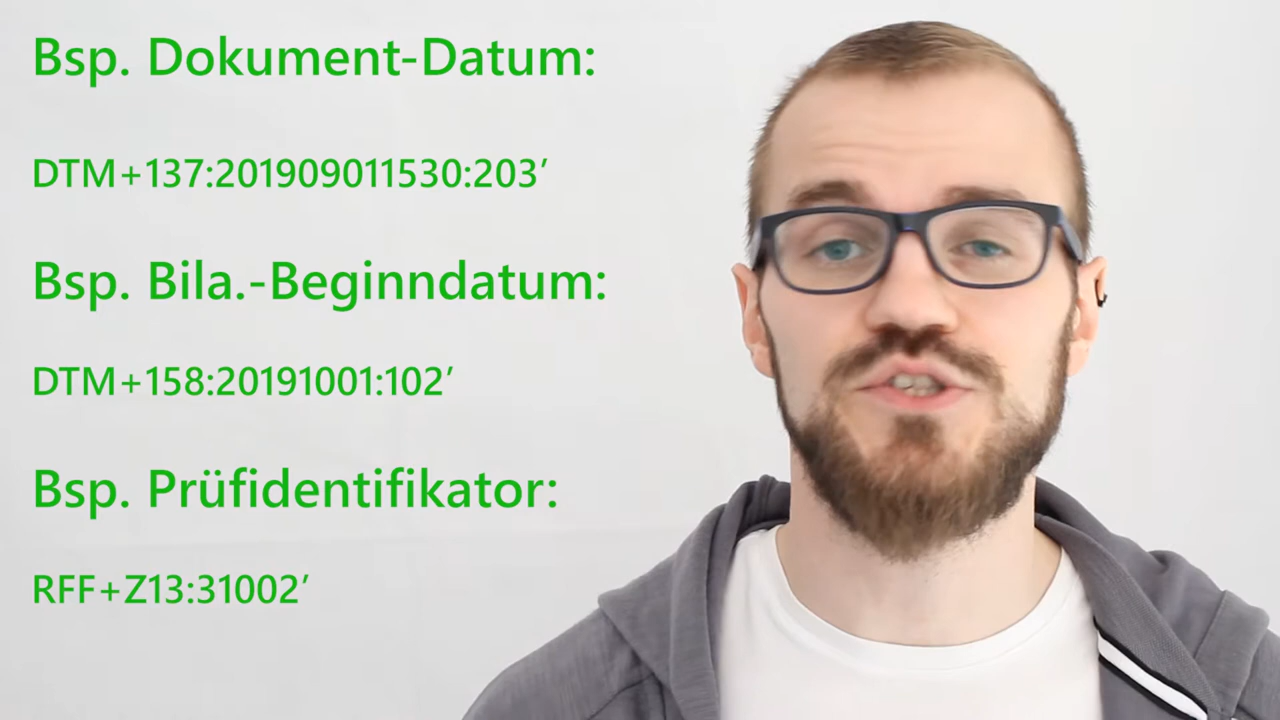 Bsp. Dokument-Datum:
DTM+137:201909011530:203’
Bsp. Bila.-Beginndatum:
DTM+158:20191001:102’
Bsp. Prüfidentifikator:
RFF+Z13:31002’